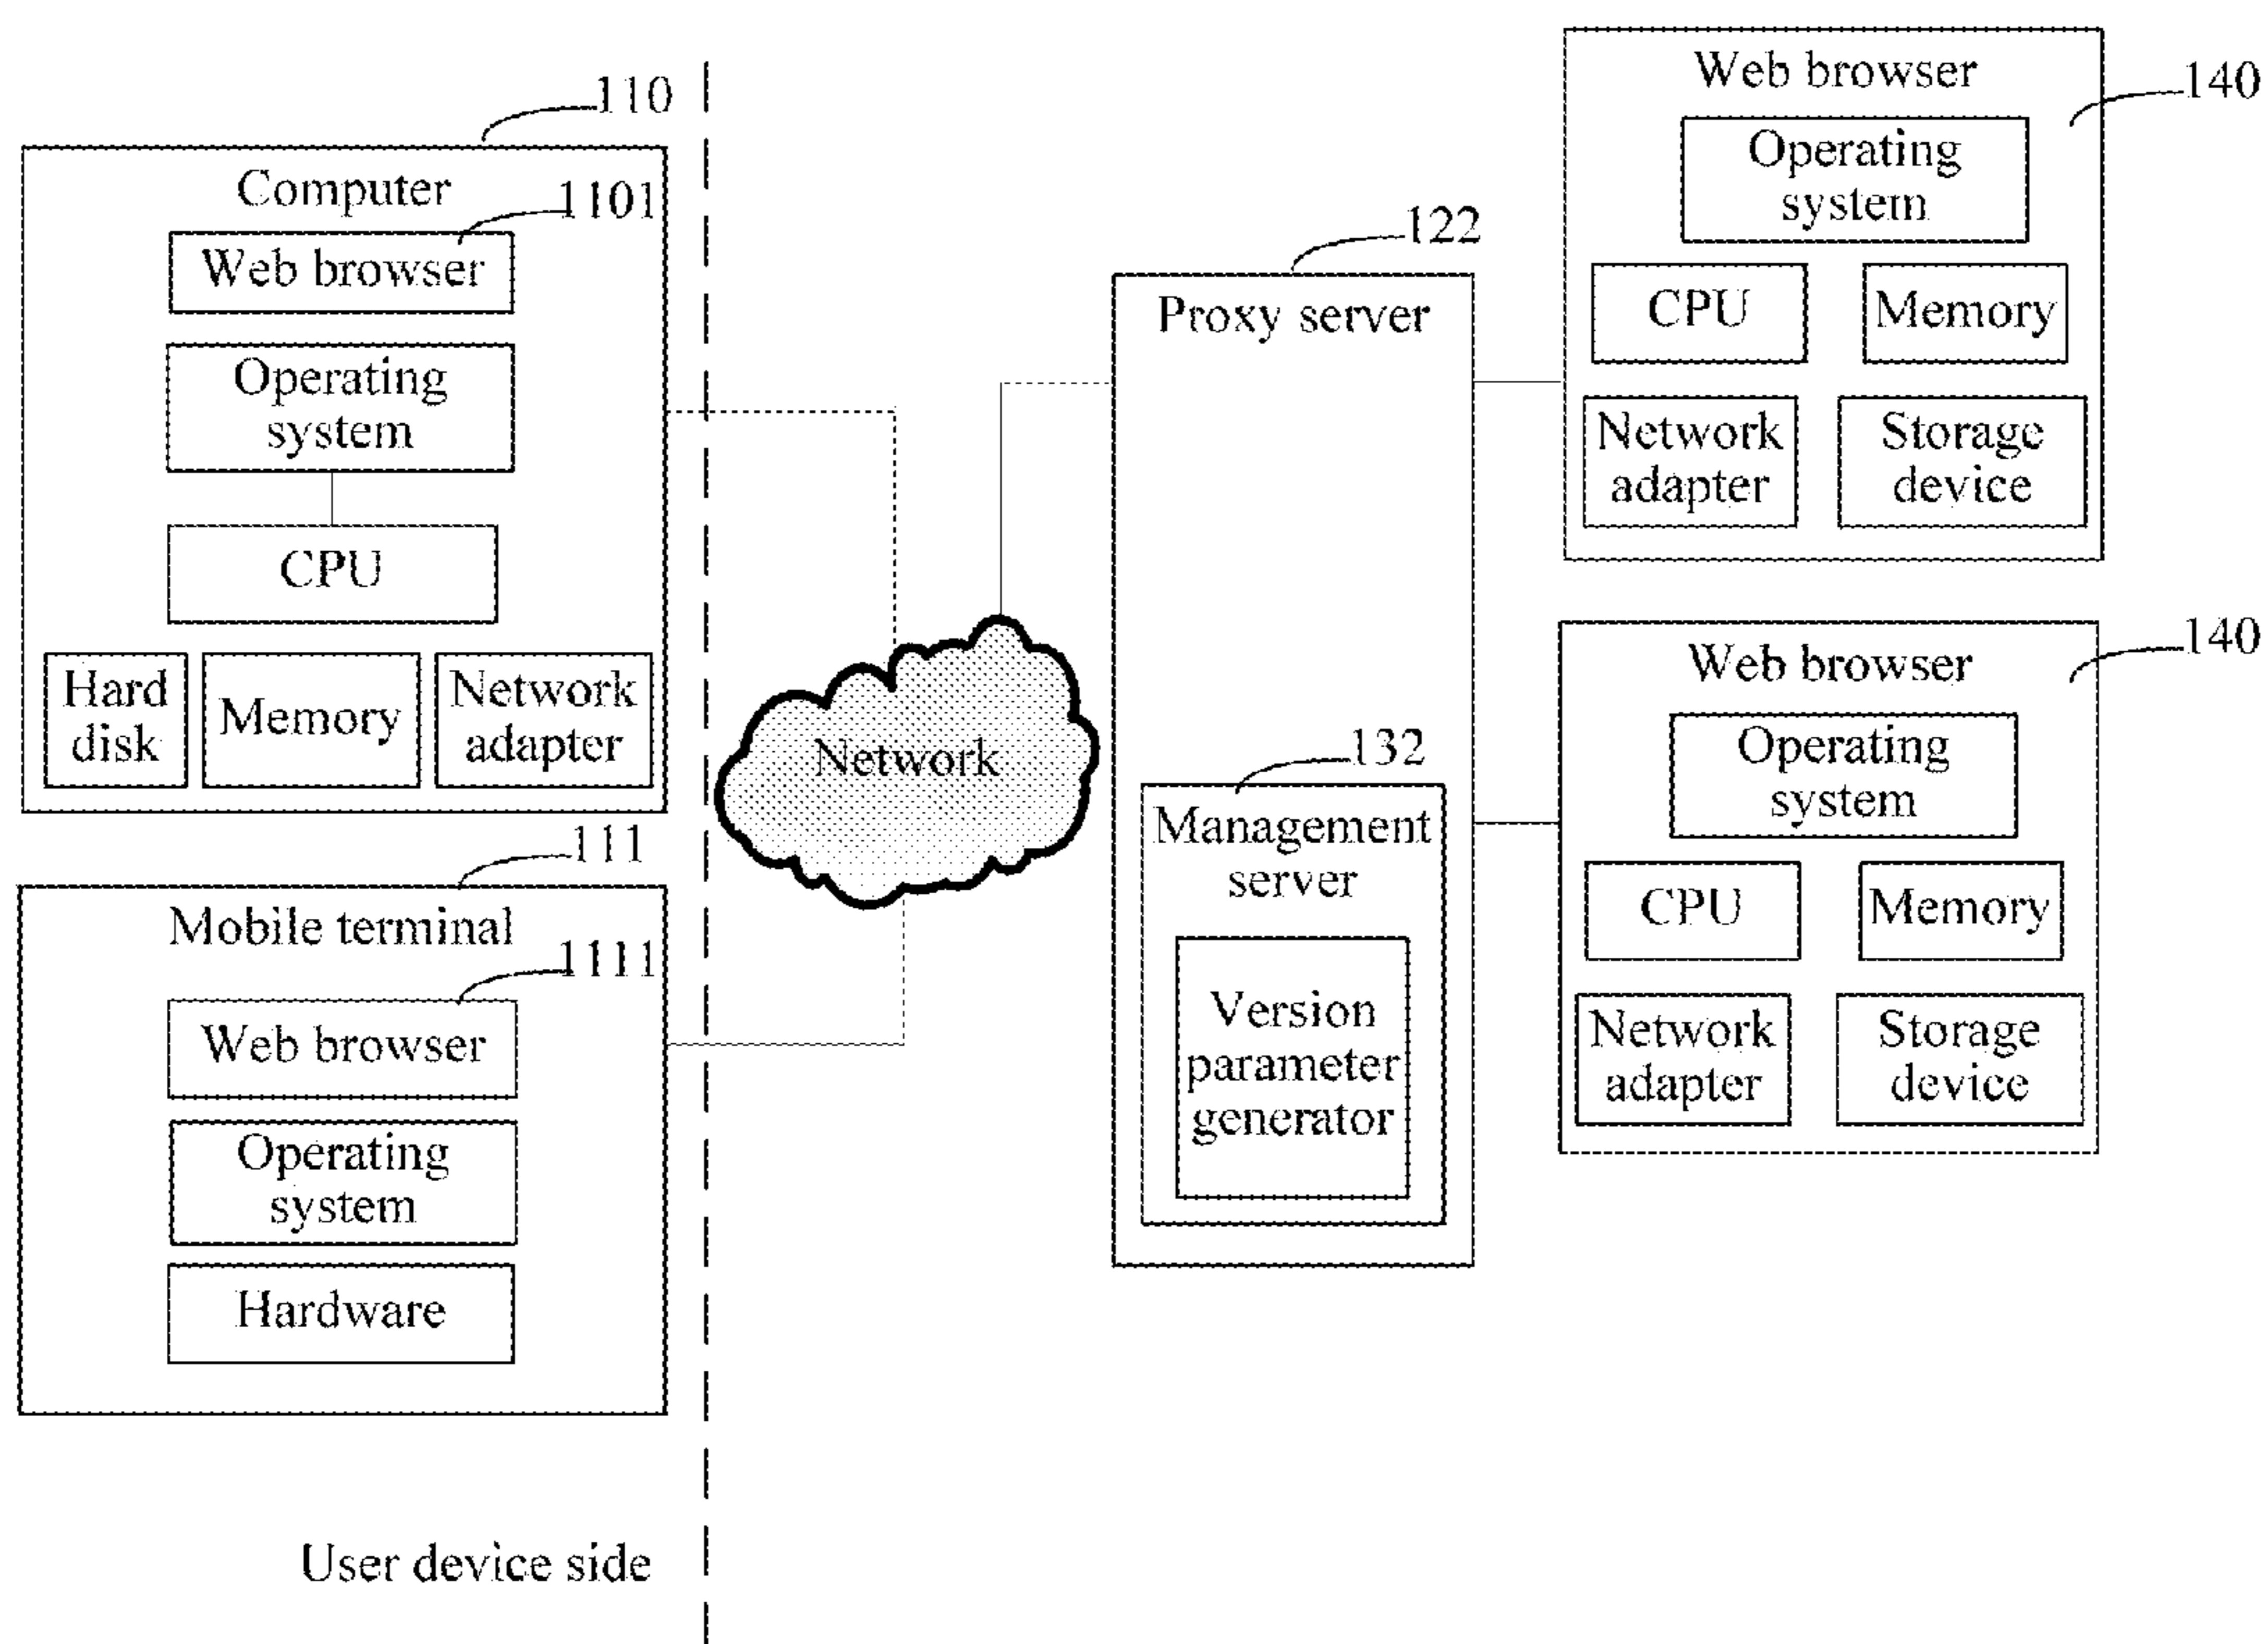 110
Computer
1101
Web browser
Operating
system
CPU
Hard
disk
Memory
Network
adapter
111
Mobile terminal
1111
Web browser
Operating
system
Hardware
User device side
Network
122
Proxy server
132
Management
server
Version
parameter
generator
Web browser
140
Operating
system
CPU
Memory
Network
adapter
Storage
device
Web browser
140
Operating
system
CPU
Memory
Network
adapter
Storage
device